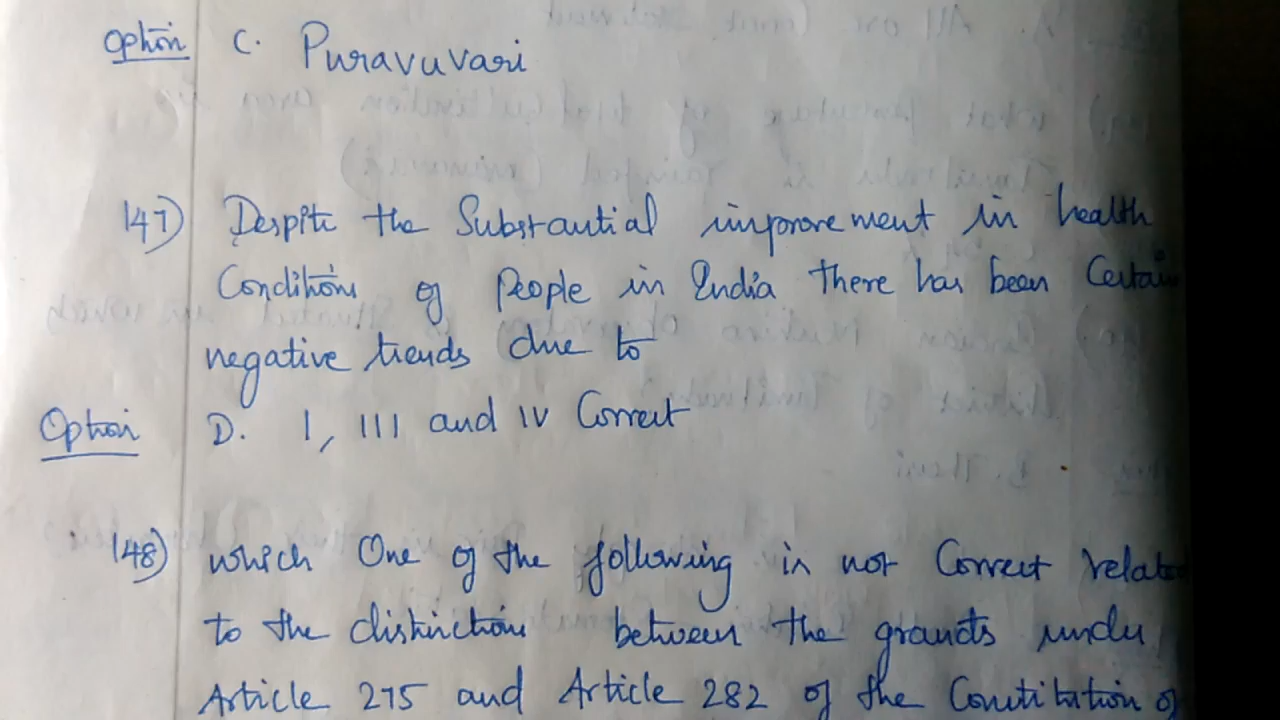 Option C. Puravuvari
147) Despite the Substantial improvement in health
Conditions of People in India there has been Certain
negative trends due to
Option D. I, III and IV Correct
148) which One of the following is not Correct relate
to the distinction between the grants under
Article 275 and Article 282 of the Constitution of